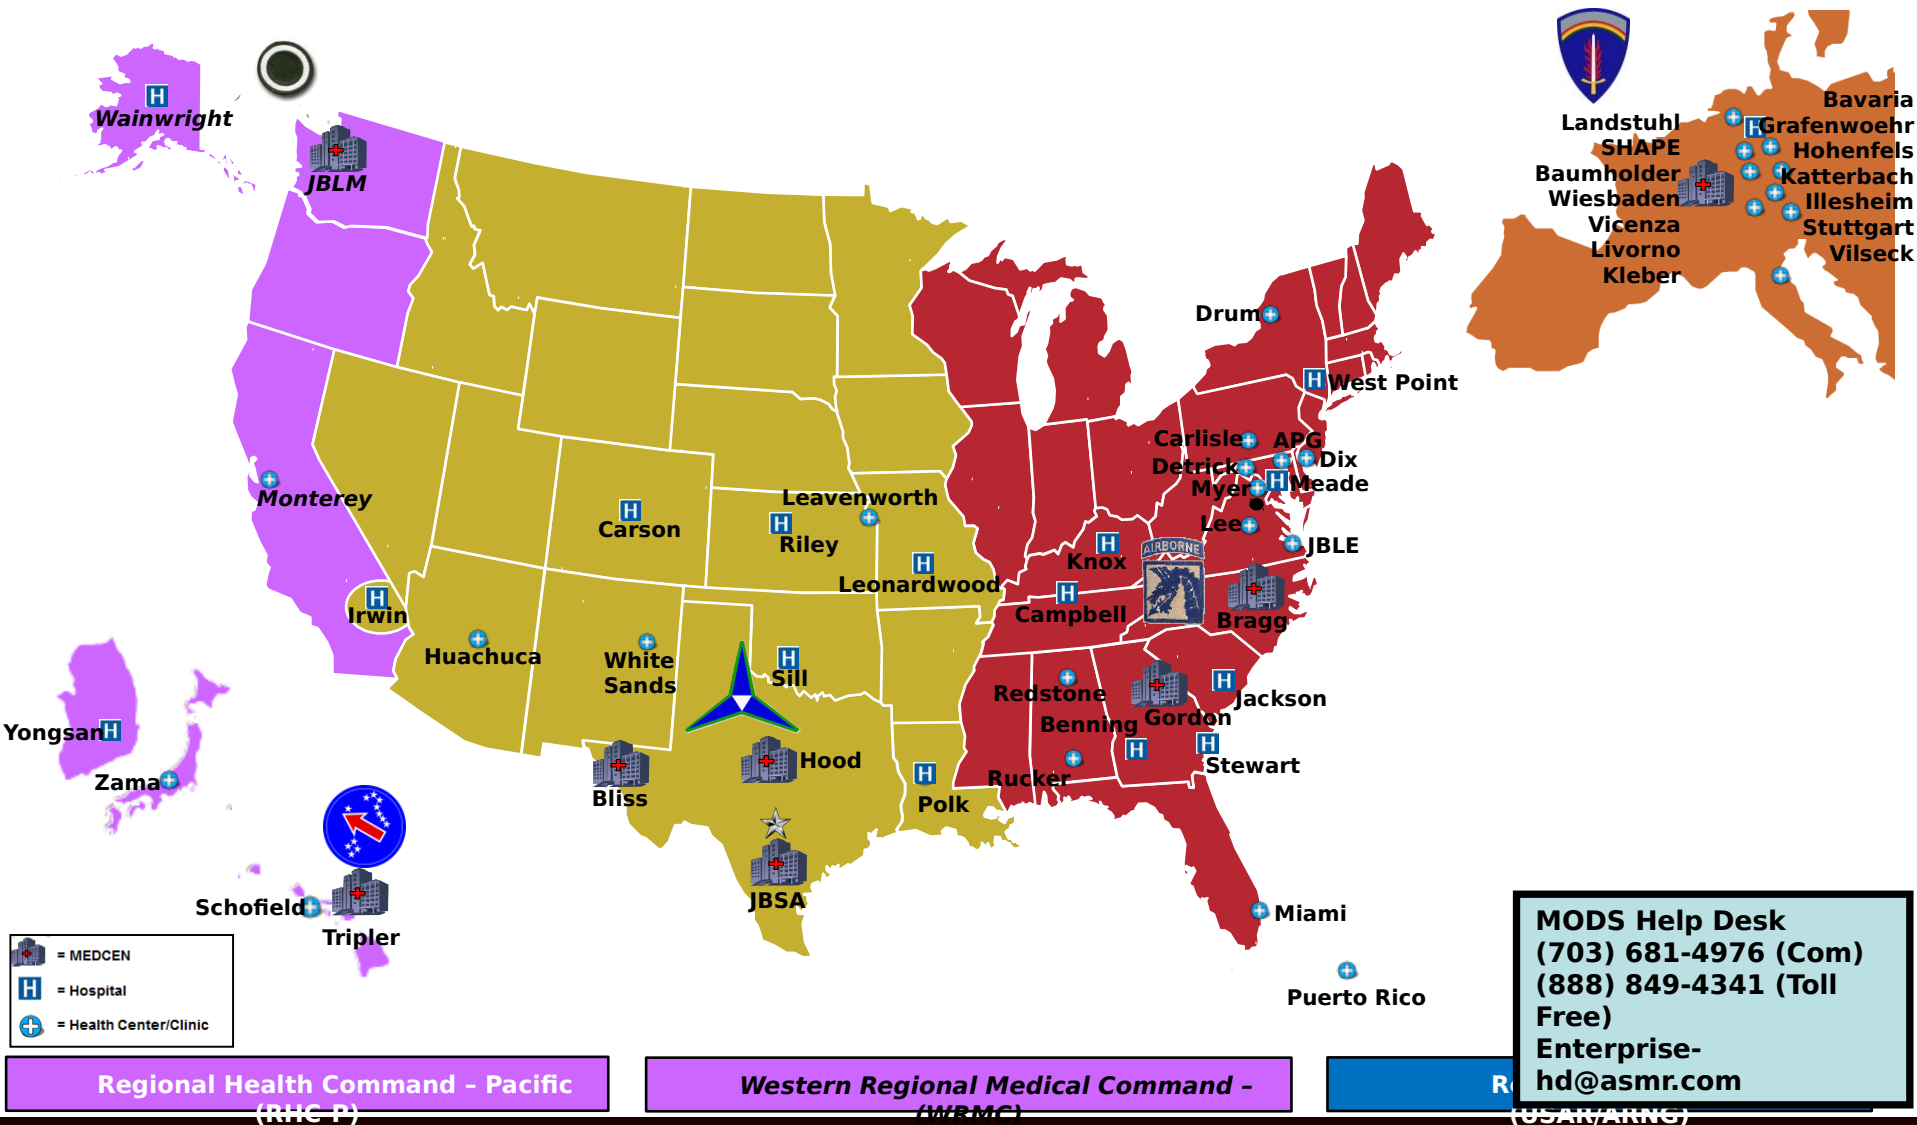 Wainwright
JBLM
Monterey
Irwin
Huachuca
White
Sands
Carson
Riley
Leavenworth
Leonardwood
Sill
Bliss
Hood
JBSA
Polk
Drum
West Point
Carlisle
APG
Detrick
Dix
Myer
Meade
Lee
JBLE
Knox
Campbell
AIRBORNE
Bragg
Redstone
Benning
Gordon
Jackson
Rucker
Stewart
Miami
Puerto Rico
Landstuhl
SHAPE
Baumholder
Wiesbaden
Vicenza
Livorno
Kleber
Bavaria
Grafenwoehr
Hohenfels
Katterbach
Illesheim
Stuttgart
Vilseck
Yongsan
Zama
Schofield
Tripler
= MEDCEN
H = Hospital
= Health Center/Clinic
MODS Help Desk
(703) 681-4976 (Com)
(888) 849-4341 (Toll
Free)
Enterprise-
hd@asmr.com
Regional Health Command – Pacific
(RHC-P)
Western Regional Medical Command –
(WRMC)
(USAR/ARNG)